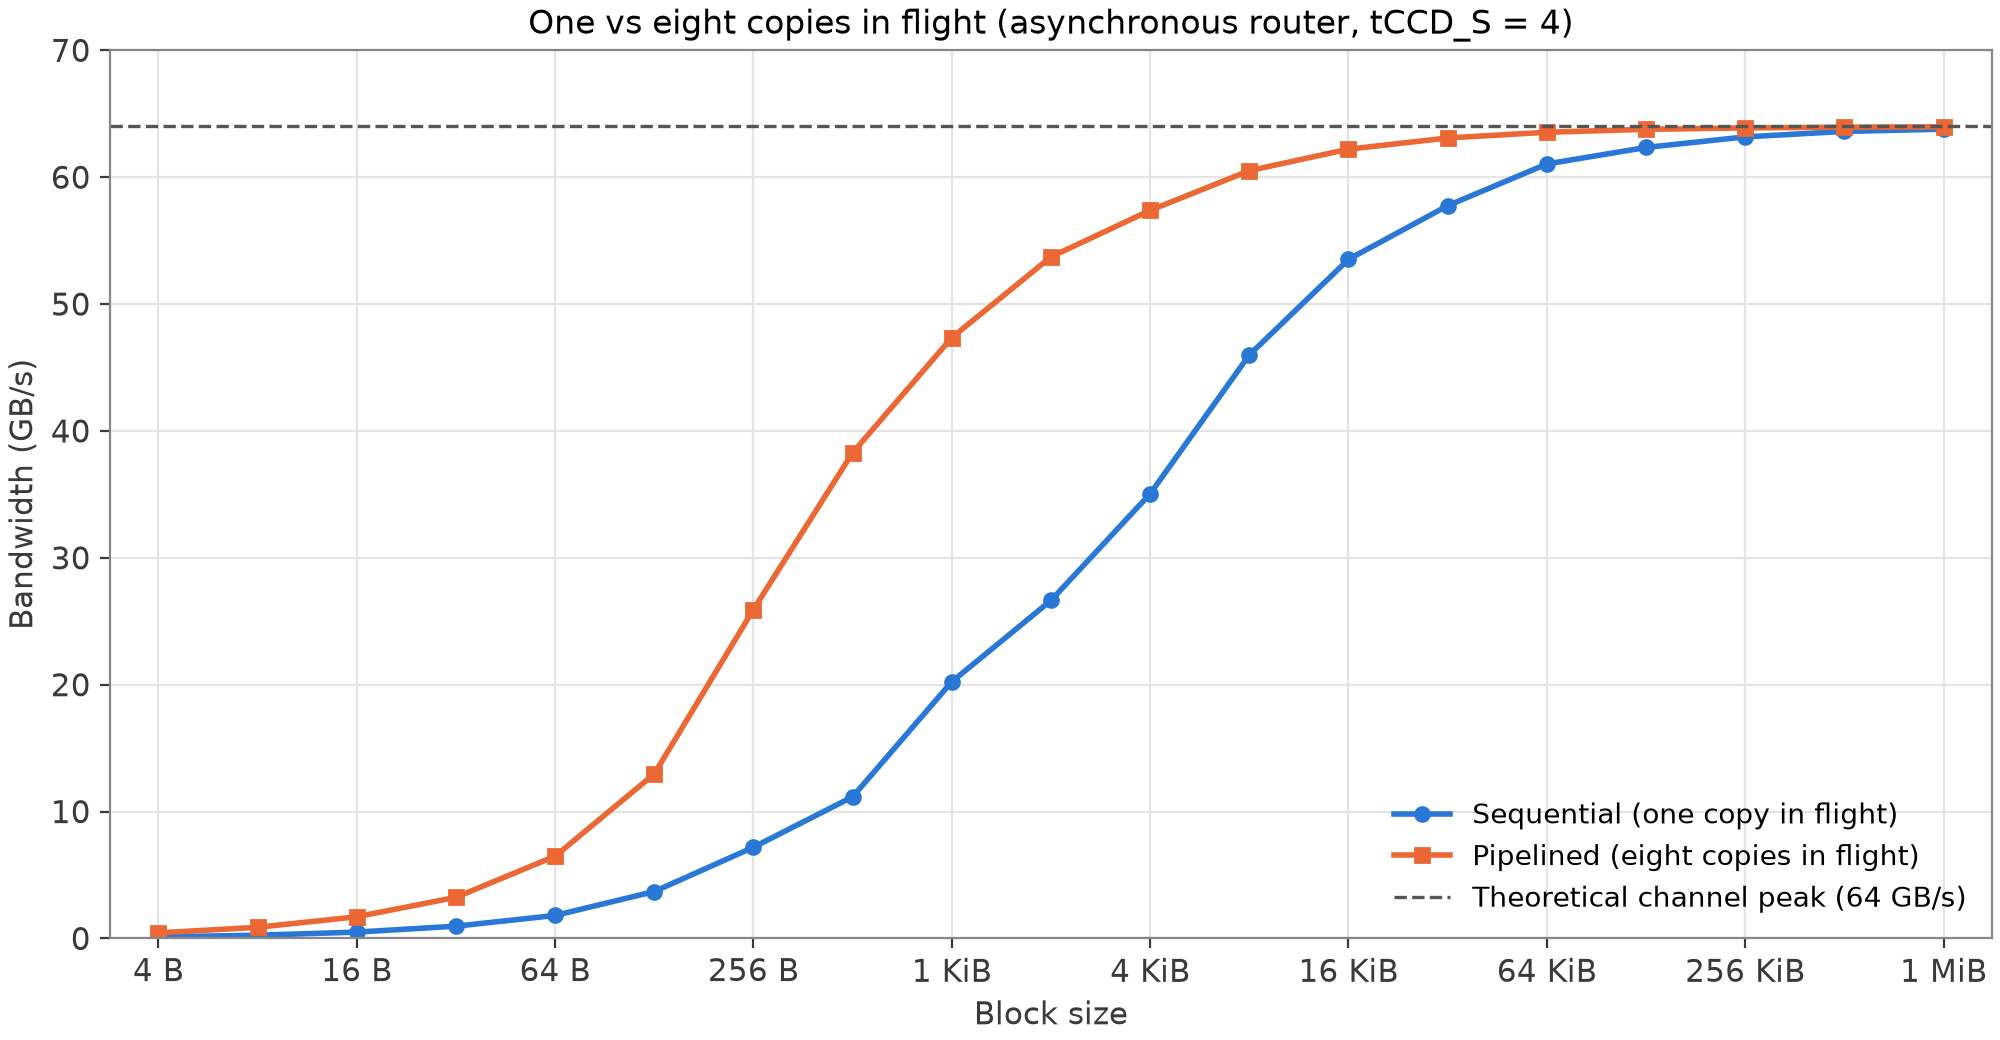 One vs eight copies in flight (asynchronous router, tCCD_S = 4)
Bandwidth (GB/s)
70
60
50
40
30
20
10
0
Sequential (one copy in flight)
Pipelined (eight copies in flight)
Theoretical channel peak (64 GB/s)
4 B 16 B 64 B 256 B 1 KiB 4 KiB 16 KiB 64 KiB 256 KiB 1 MiB
Block size